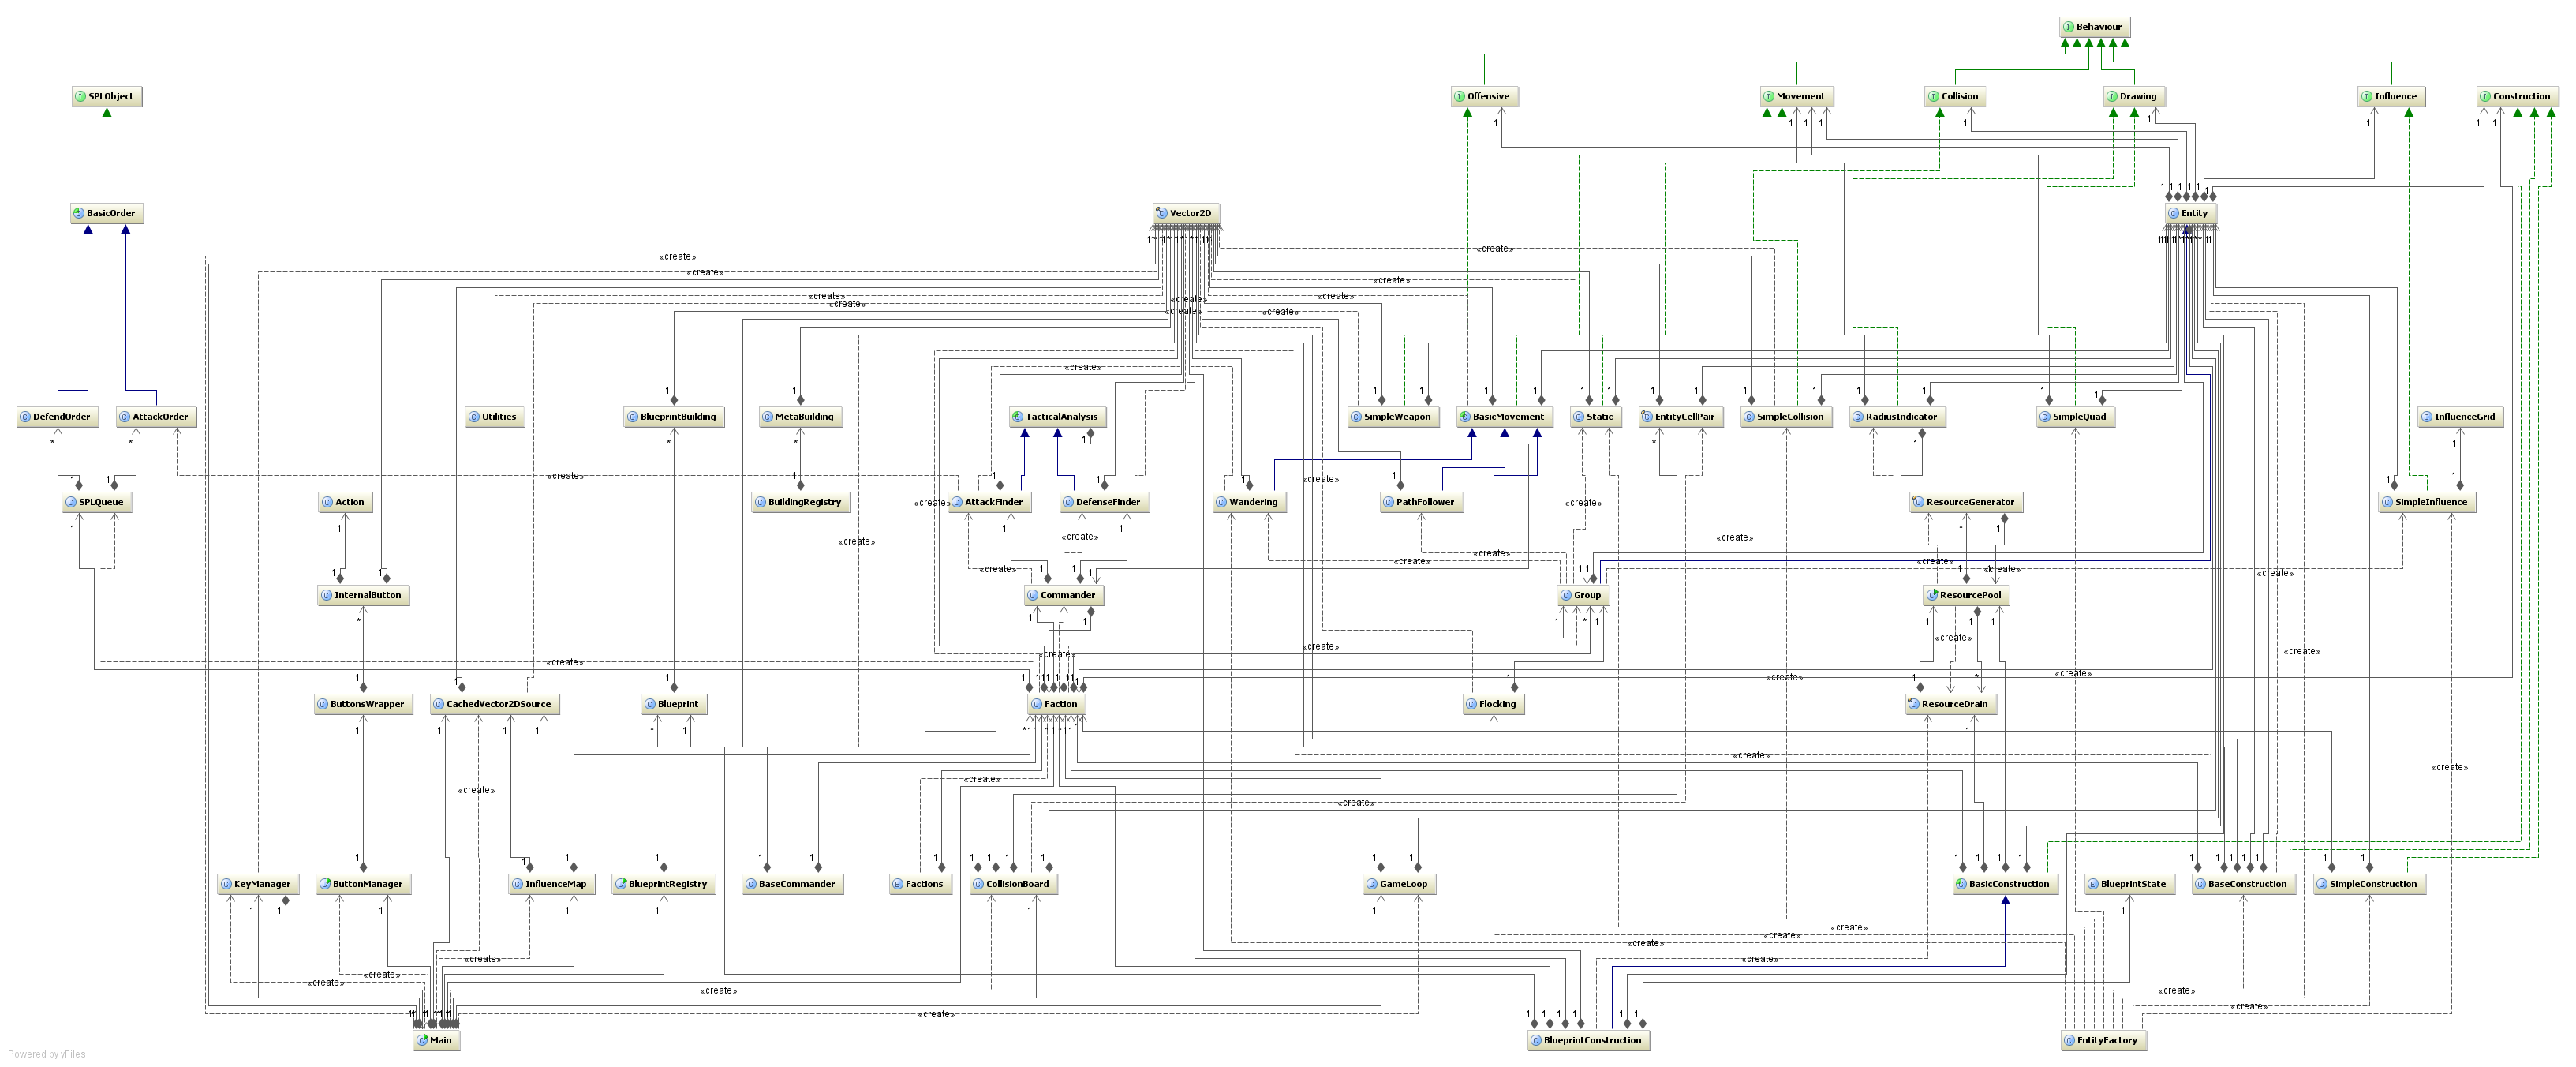 Behaviour
SPLObject
Offensive
Movement
Collision
Drawing
Influence
Construction
BasicOrder
Vector2D
Entity
«create»
«create»
«create»
«create»
«create»
«create»
«create»
«create»
«create»
«create»
«create»
DefendOrder
AttackOrder
Utilities
BlueprintBuilding
MetaBuilding
TacticalAnalysis
SimpleWeapon
BasicMovement
Static
EntityCellPair
SimpleCollision
RadiusIndicator
SimpleQuad
InfluenceGrid
«create»
SPLQueue
Action
BuildingRegistry
AttackFinder
DefenseFinder
Wandering
PathFollower
ResourceGenerator
SimpleInfluence
«create»
«create»
«create»
«create»
«create»
«create»
«create»
«create»
«create»
«create»
«create»
InternalButton
Commander
Group
ResourcePool
«create»
«create»
«create»
«create»
«create»
«create»
«create»
ButtonsWrapper
CachedVector2DSource
Blueprint
Faction
Flocking
ResourceDrain
«create»
«create»
«create»
«create»
«create»
KeyManager
ButtonManager
InfluenceMap
BlueprintRegistry
BaseCommander
Factions
CollisionBoard
GameLoop
BasicConstruction
BlueprintState
BaseConstruction
SimpleConstruction
«create»
«create»
«create»
«create»
«create»
«create»
«create»
«create»
«create»
«create»
«create»
«create»
Main
BlueprintConstruction
EntityFactory
Powered by yFiles